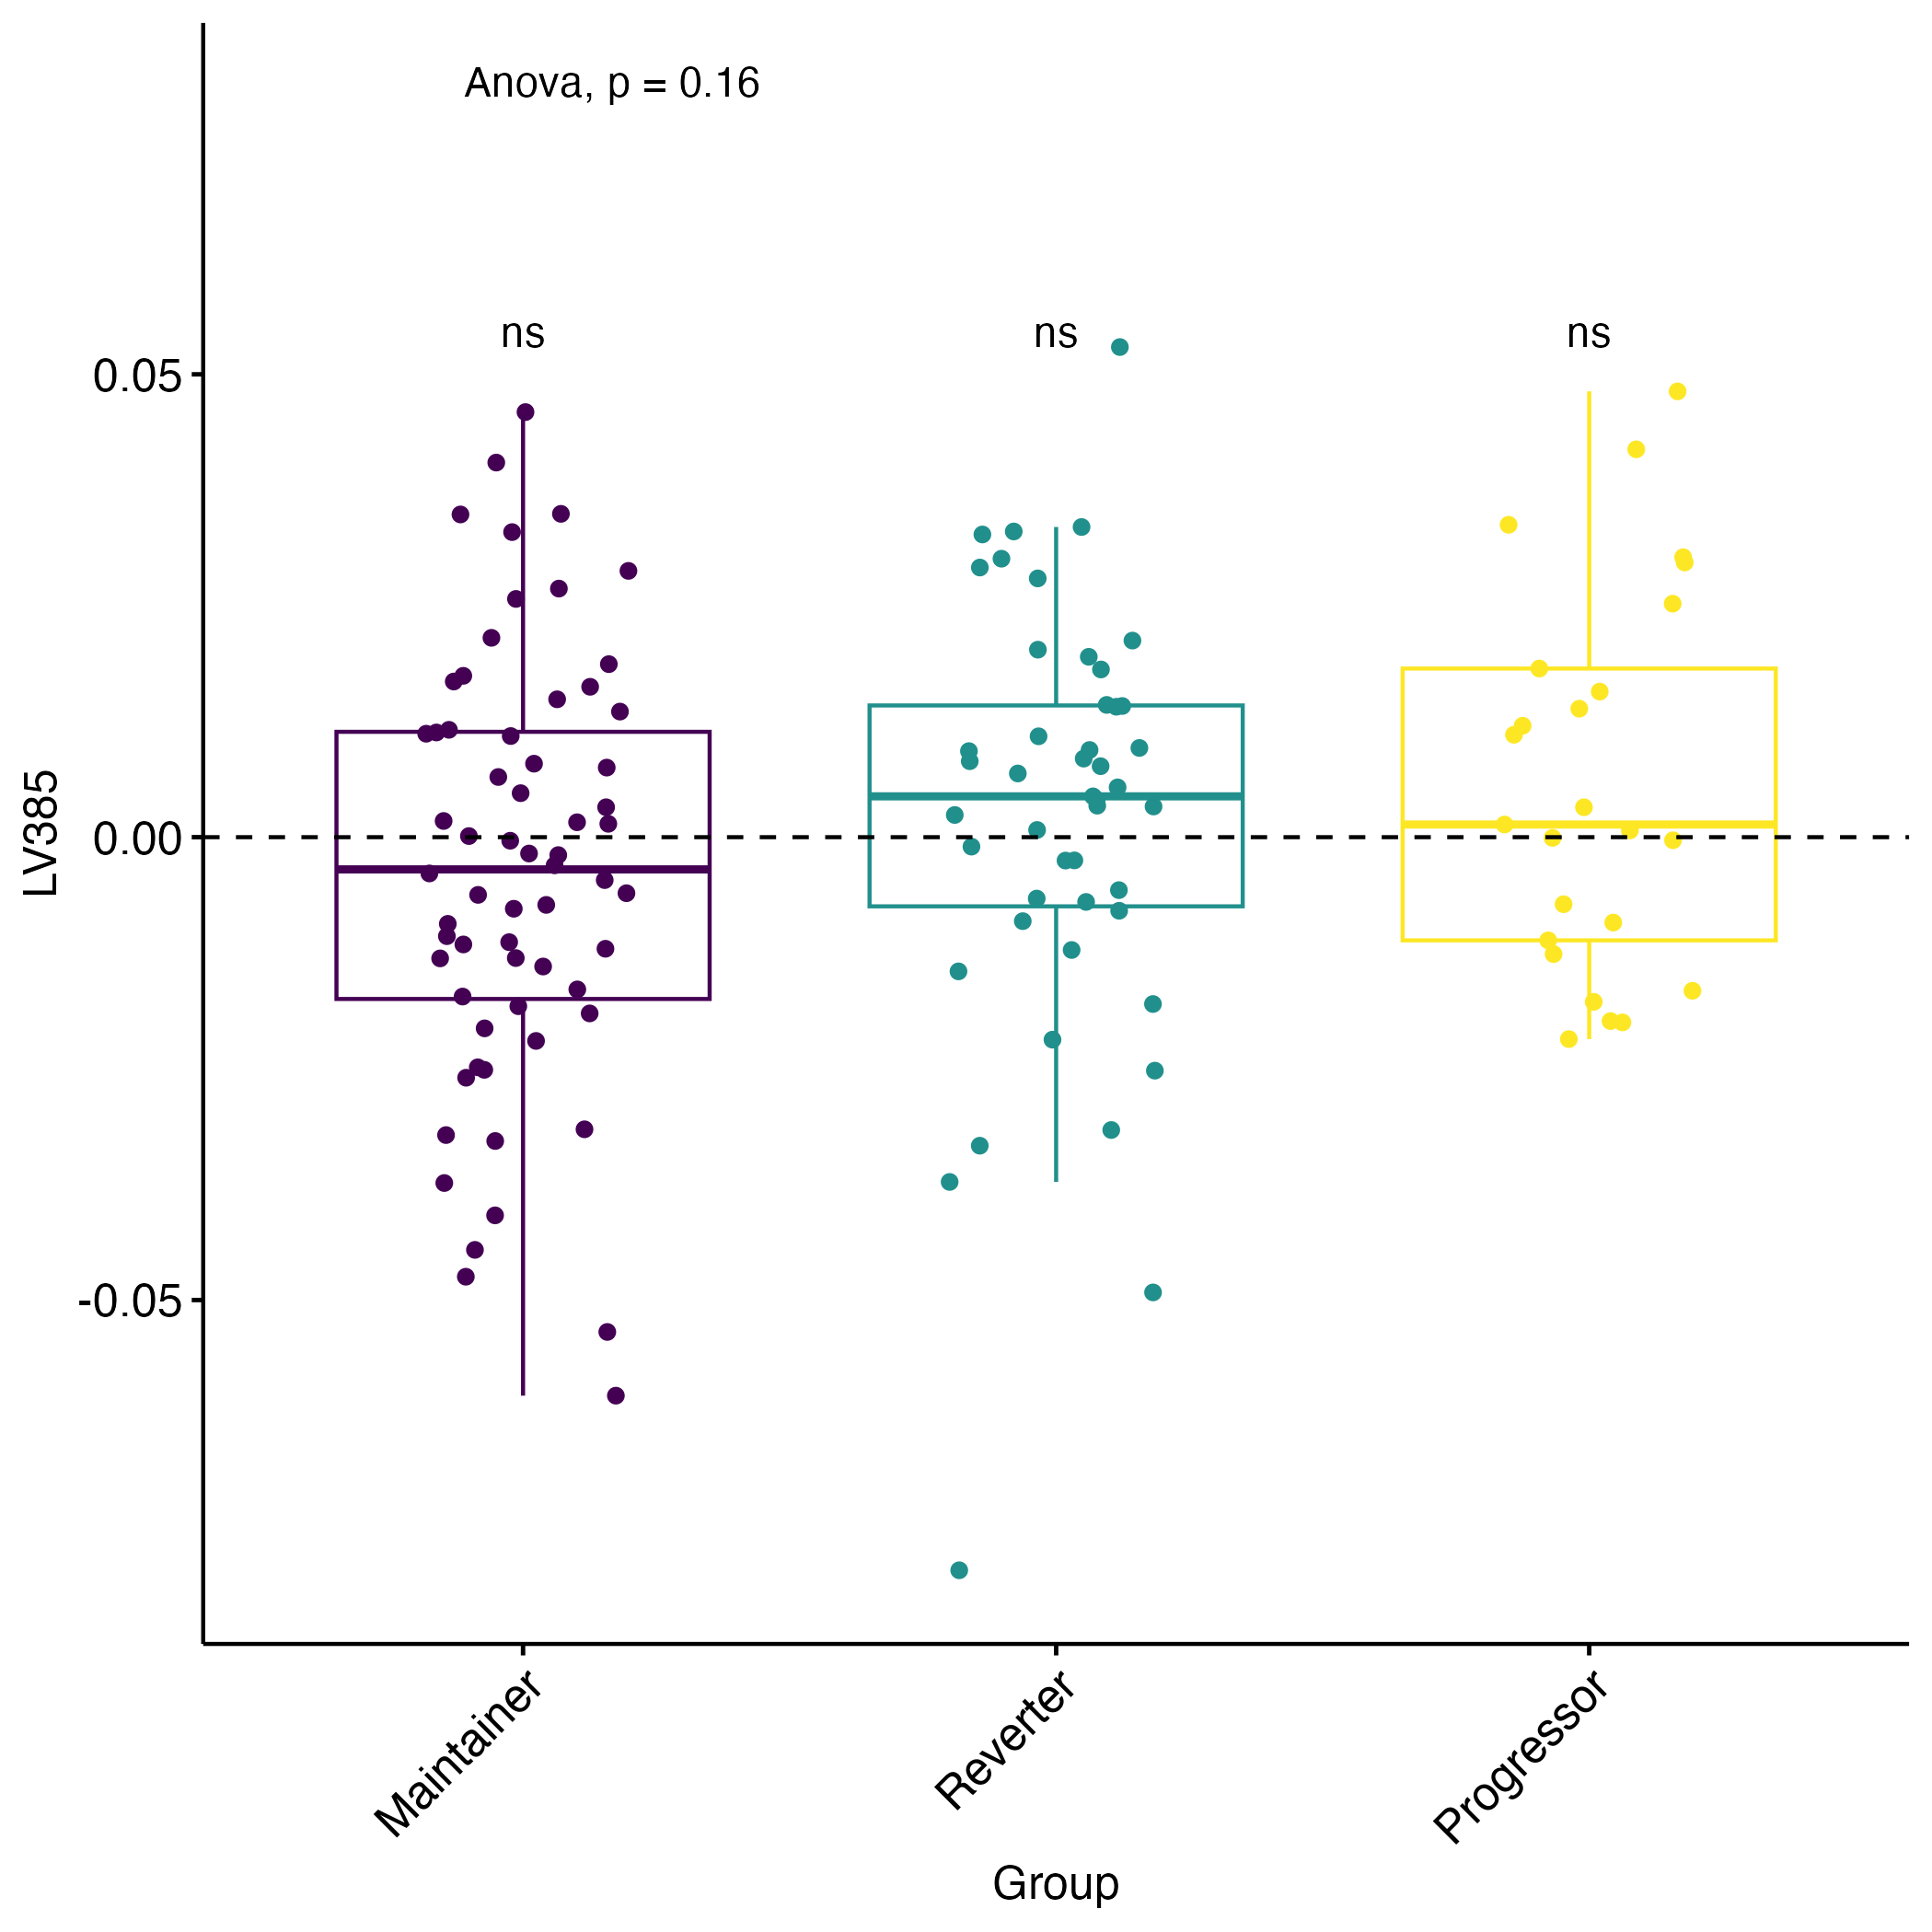 Anova, p = 0.16
ns
ns
ns
0.05
0.00
-0.05
LV385
Maintainer
Reverter
Progressor
Group